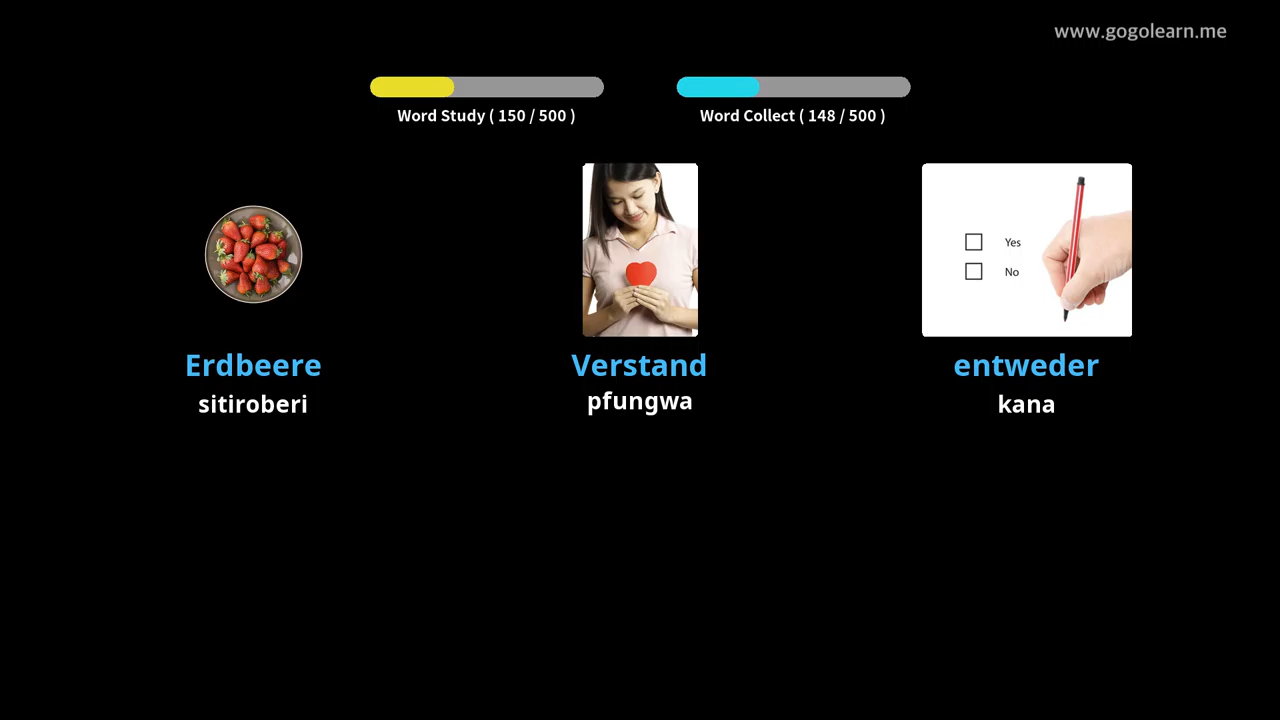 www.gogolearn.me
Word Study ( 150 / 500 )
Word Collect ( 148 / 500 )
Yes
No
Erdbeere
Verstand
entweder
sitiroberi
pfungwa
kana